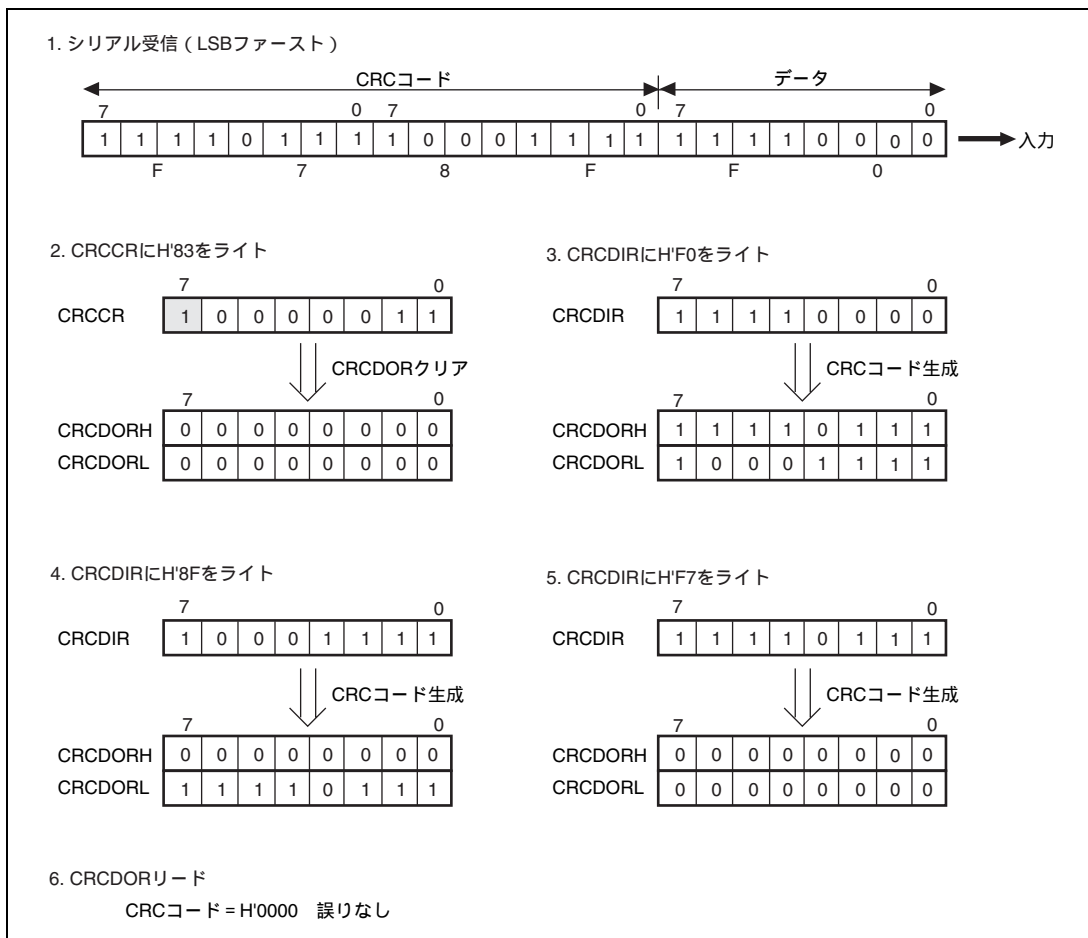 1. シリアル受信（LSBファースト）
CRCコード データ
7 0 7 0 7 0
1 1 1 1 0 1 1 1 1 0 0 0 1 1 1 1 1 1 1 1 0 0 0 0 入力
F 7 8 F F 0
2. CRCCRにH'83をライト
7 0
CRCCR 1 0 0 0 0 0 1 1
CRCDORクリア
7 0
CRCDORH 0 0 0 0 0 0 0 0
CRCDORL 0 0 0 0 0 0 0 0
3. CRCDIRにH'F0をライト
7 0
CRCDIR 1 1 1 1 0 0 0 0
CRCコード生成
7 0
CRCDORH 1 1 1 1 0 1 1 1
CRCDORL 1 0 0 0 1 1 1 1
4. CRCDIRにH'8Fをライト
7 0
CRCDIR 1 0 0 0 1 1 1 1
CRCコード生成
7 0
CRCDORH 0 0 0 0 0 0 0 0
CRCDORL 1 1 1 1 0 1 1 1
5. CRCDIRにH'F7をライト
7 0
CRCDIR 1 1 1 1 0 1 1 1
CRCコード生成
7 0
CRCDORH 0 0 0 0 0 0 0 0
CRCDORL 0 0 0 0 0 0 0 0
6. CRCDORリード
CRCコード = H'0000 誤りなし